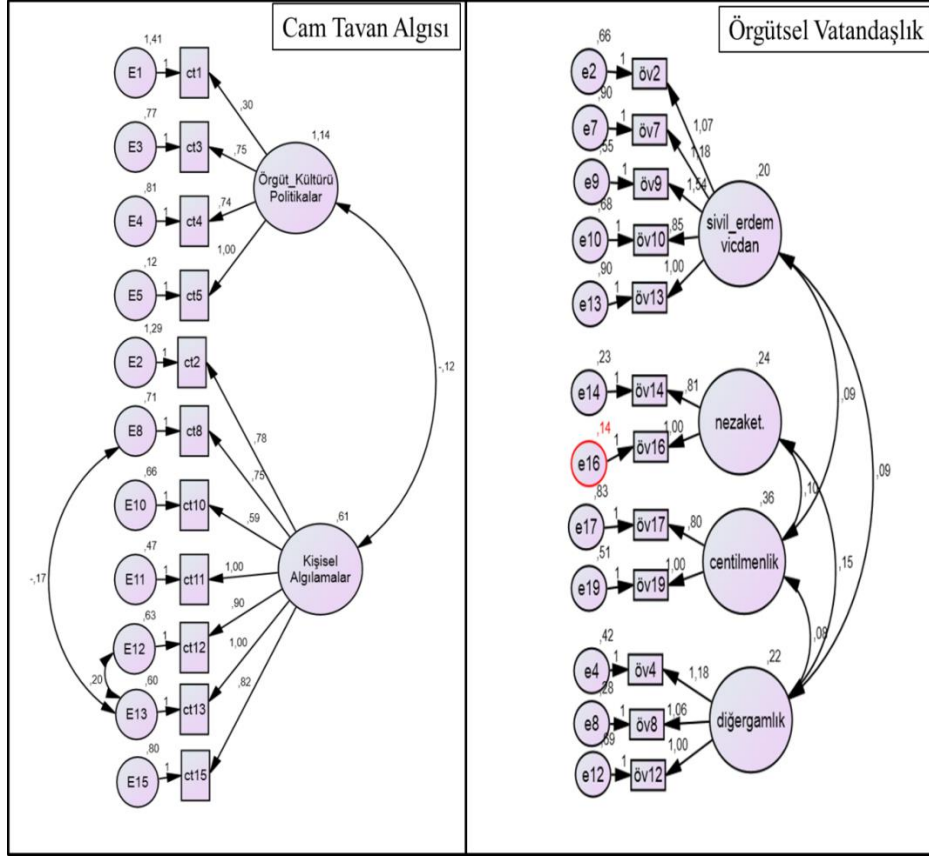 Cam Tavan Algısı
1,41
E1
1
ct1
,30
,77
E3
1
ct3
,75
1,14
Örgüt_Kültürü
Politikalar
,81
E4
1
ct4
,74
,12
E5
1
ct5
1,00
1,29
E2
1
ct2
-,12
,71
E8
1
ct8
,78
,75
,66
E10
1
ct10
,59
,61
Kişisel
Algılamalar
,47
E11
1
ct11
1,00
-,17
,63
E12
1
ct12
,90
,20
,60
E13
1
ct13
1,00
,82
,80
E15
1
ct15
Örgütsel Vatandaşlık
,66
e2
1
öv2
1,07
,90
e7
1
öv7
1,18
,55
e9
1
öv9
1,54
,20
sivil_erdem
vicdan
,68
e10
1
öv10
,85
,90
e13
1
öv13
1,00
,23
e14
1
öv14
,81
,24
nezaket.
,14
e16
1
öv16
1,00
,09
,09
,10
,83
e17
1
öv17
,80
,36
centilmenlik
,51
e19
1
öv19
1,00
,15
,08
,42
e4
1
öv4
1,18
,22
diğergamlık
,28
e8
1
öv8
1,06
e12
1
öv12
1,00